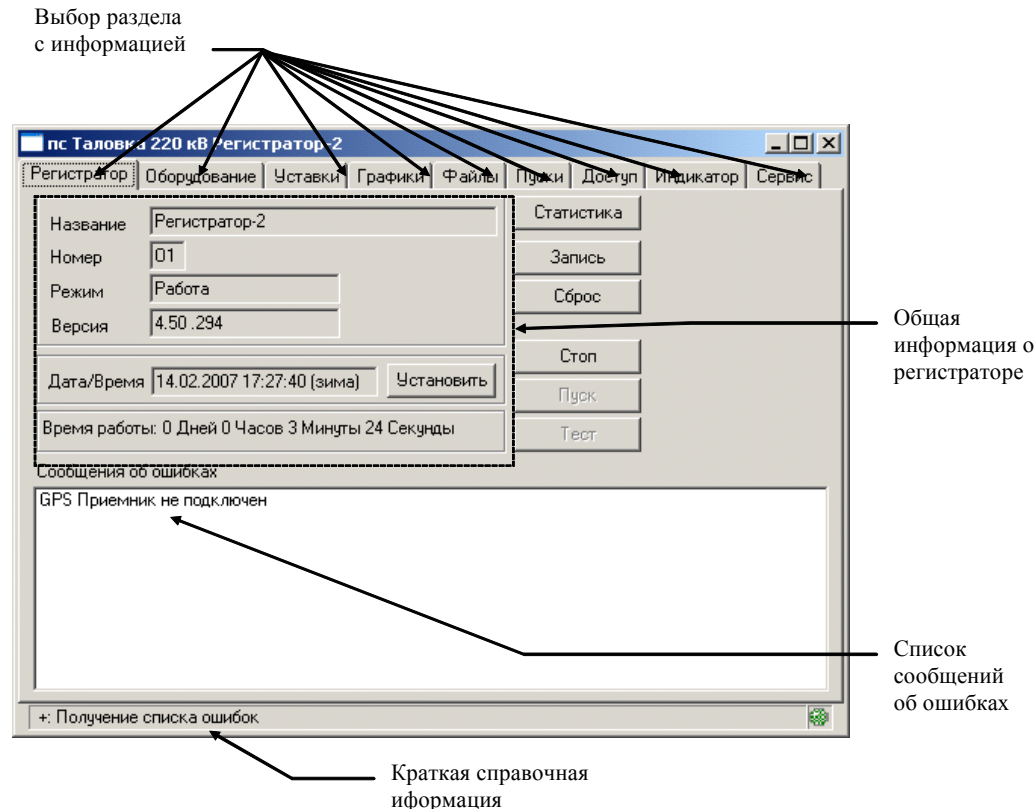 Выбор раздела
с информацией
пс Таловка 220 кВ Регистратор-2
Регистратор Оборудование Уставки Графики Файлы Пуски Доступ Индикатор Сервис
Название Регистратор-2
Статистика
Номер 01
Запись
Режим Работа
Сброс
Версия 4.50 .294
Общая
информация о
регистраторе
Стоп
Дата/Время 14.02.2007 17:27:40 (зима) Установить
Пуск
Время работы: 0 Дней 0 Часов 3 Минуты 24 Секунды
Тест
Сообщения об ошибках
GPS Приемник не подключен
Список
сообщений
об ошибках
+: Получение списка ошибок
Краткая справочная
иформация